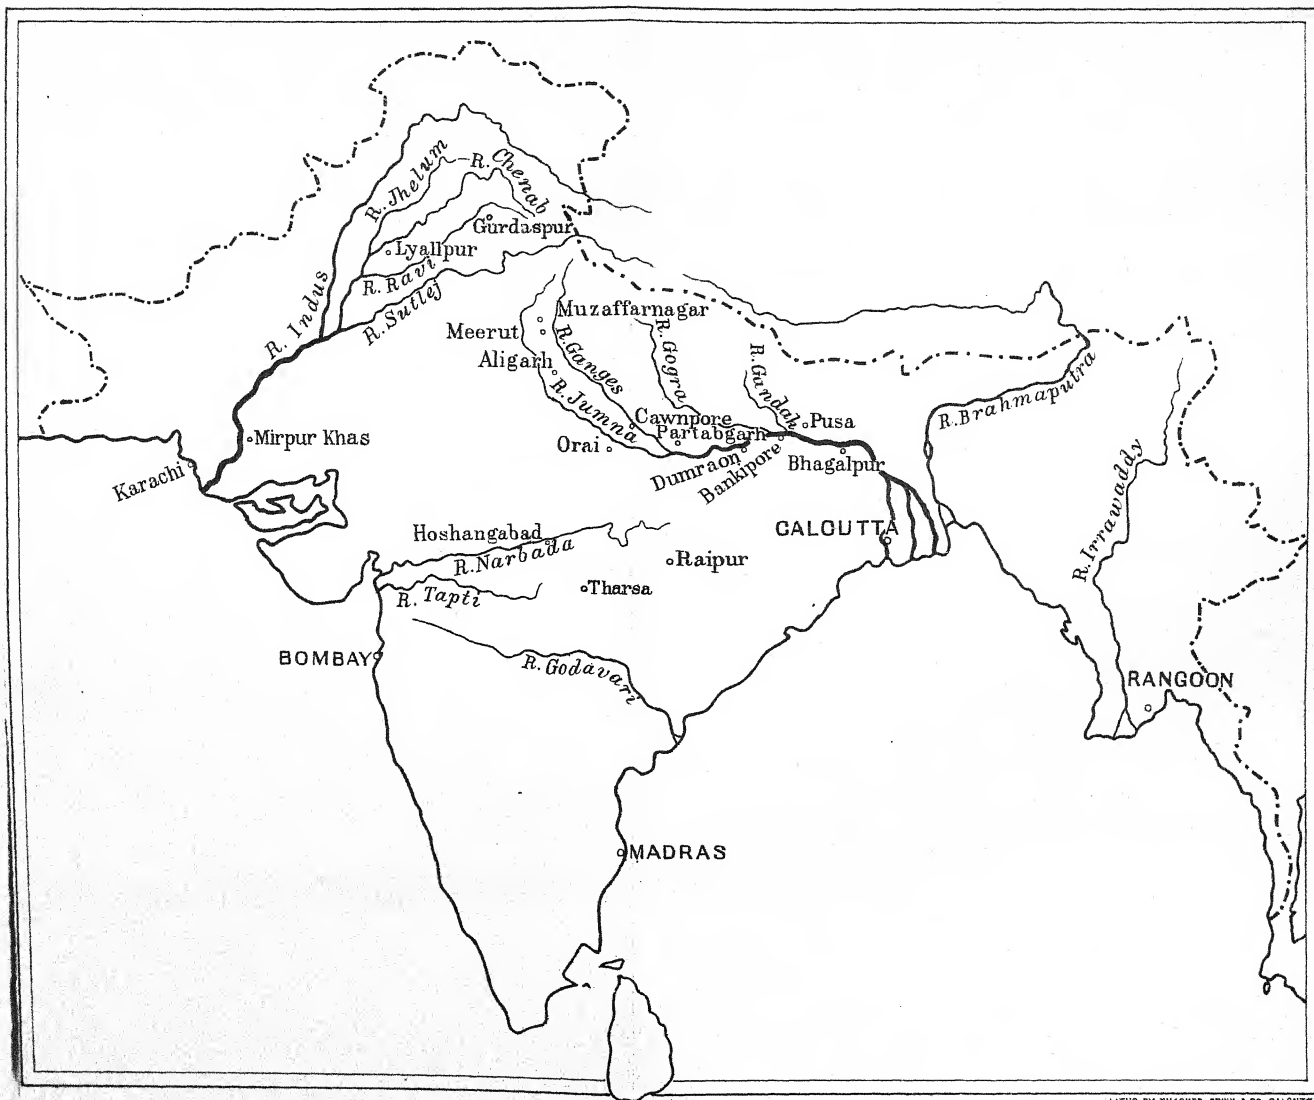 R. Jhelum
R. Chenab
Gurdaspur
Lyallpur
R. Ravi
R. Indus
R. Sutlej
Muzaffarnagar
Meerut
Aligarh
R. Ganges
R. Gogra
R. Gandak
R. Jumna
Cawnpore
Partabgarh
Pusa
Orai
Dumraon
Bankipore
Bhagalpur
R. Brahmaputra
Mirpur Khas
Karachi
R. Irrawaddy
Hoshangabad
R. Narbada
CALCUTTA
Raipur
Tharsa
R. Tapti
BOMBAY
R. Godavari
RANGOON
MADRAS